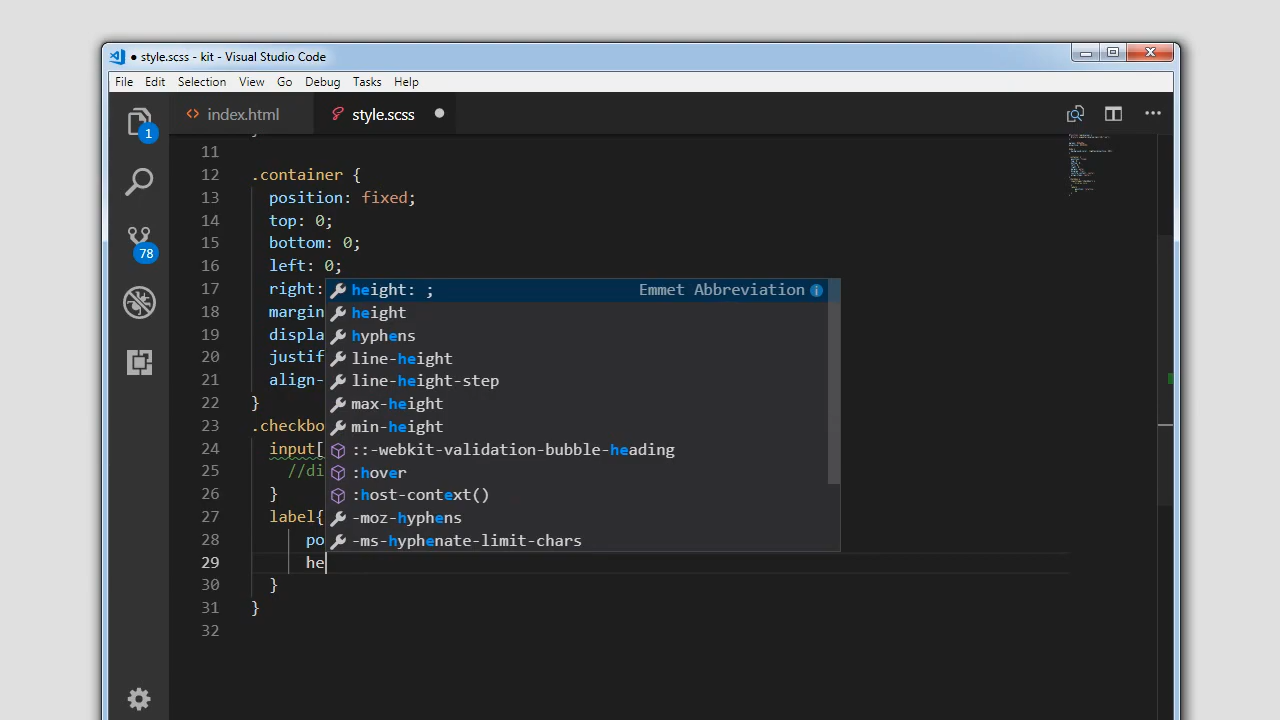 ● style.scss - kit - Visual Studio Code
File Edit Selection View Go Debug Tasks Help
1
index.html
style.scss
78
11
12 .container {
13 position: fixed;
14 top: 0;
15 bottom: 0;
16 left: 0;
17 right:
18 margin
19 displa
20 justif
21 align-
22 }
23 .checkbo
24 input[
25 //di
26 }
27 label{
28 po
29 he
30 }
31 }
32
height: ; Emmet Abbreviation
height
hyphens
line-height
line-height-step
max-height
min-height
::-webkit-validation-bubble-heading
:hover
:host-context()
-moz-hyphens
-ms-hyphenate-limit-chars